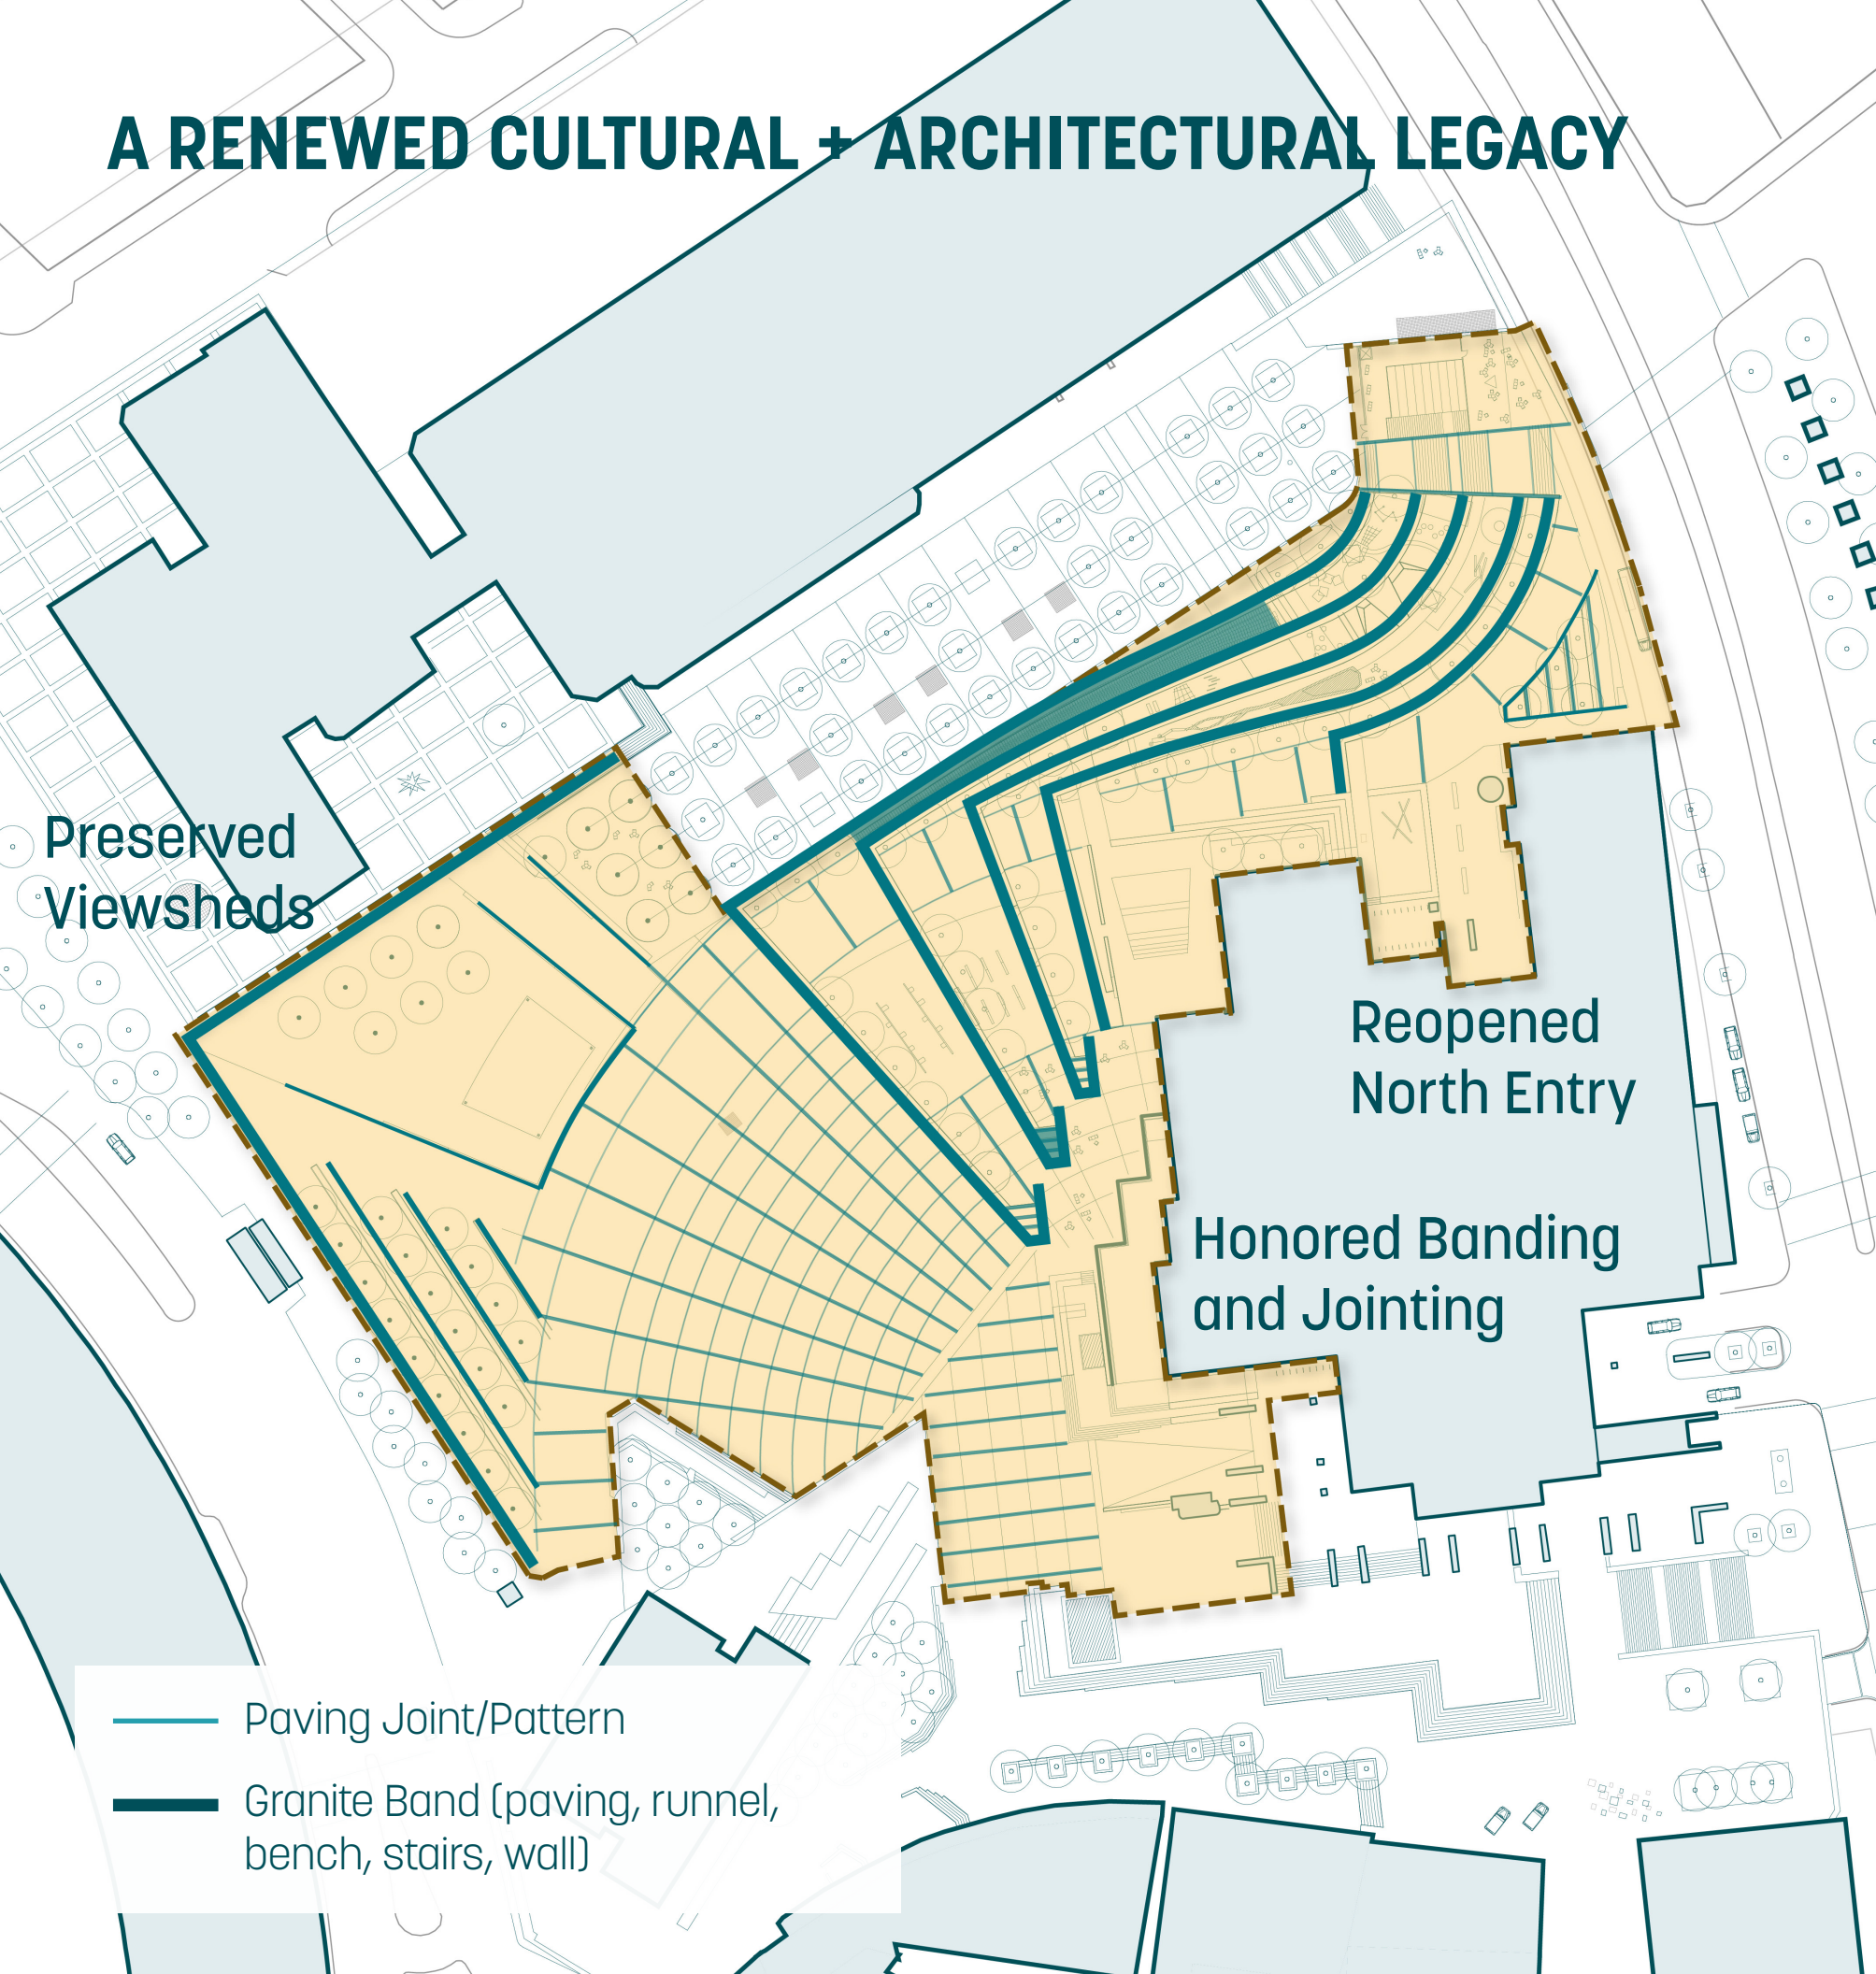 A RENEWED CULTURAL + ARCHITECTURAL LEGACY
Preserved
Viewsheds
Reopened
North Entry
Honored Banding
and Jointing
Paving Joint/Pattern
Granite Band (paving, runnel,
bench, stairs, wall)